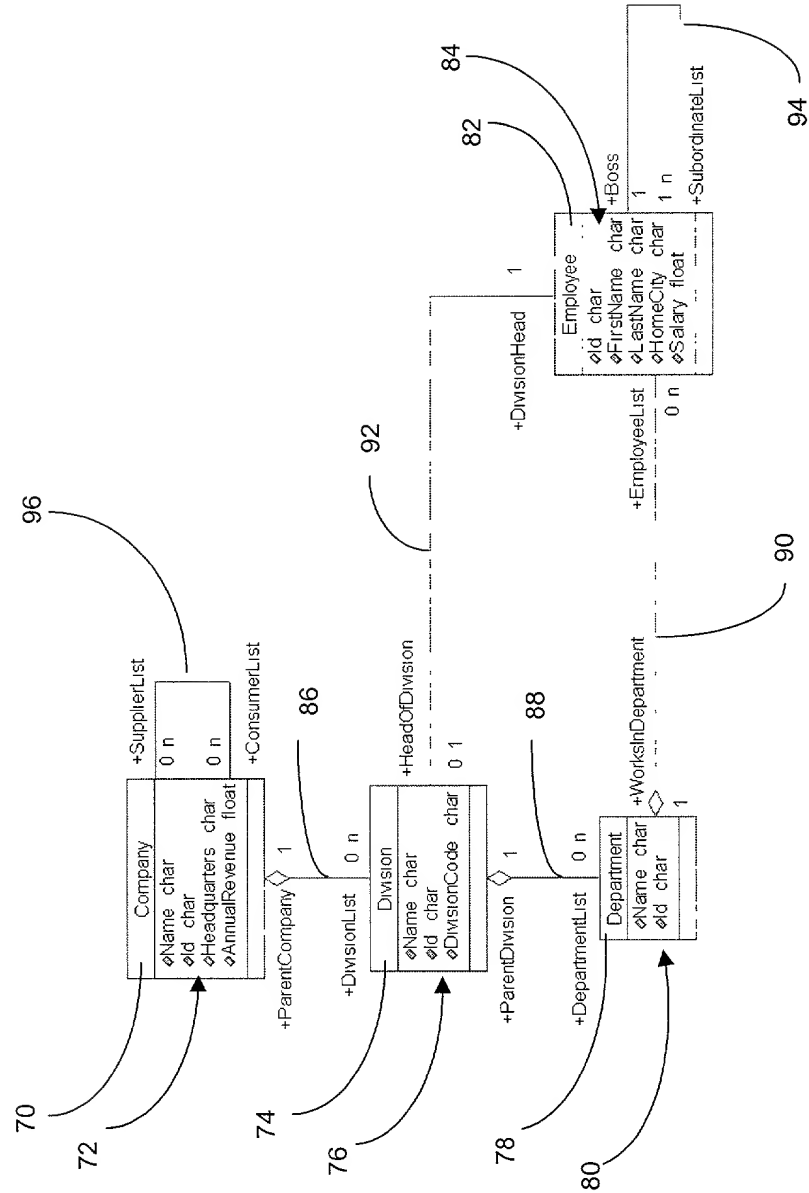 96
+SupplierList
0 n
0 n
+ConsumerList
70
Company
Name char
Id char
Headquarters char
AnnualRevenue float
72
+ParentCompany
1
86
+DivisionList
0 n
74
Division
Name char
Id char
DivisionCode char
76
+HeadOfDivision
0 1
92
+DivisionHead
1
82
84
Employee
Id char
FirstName char
LastName char
HomeCity char
Salary float
+Boss
1
1 n
+SubordinateList
94
+ParentDivision
1
88
+DepartmentList
0 n
78
Department
Name char
Id char
80
+WorksInDepartment
1
90
+EmployeeList
0 n